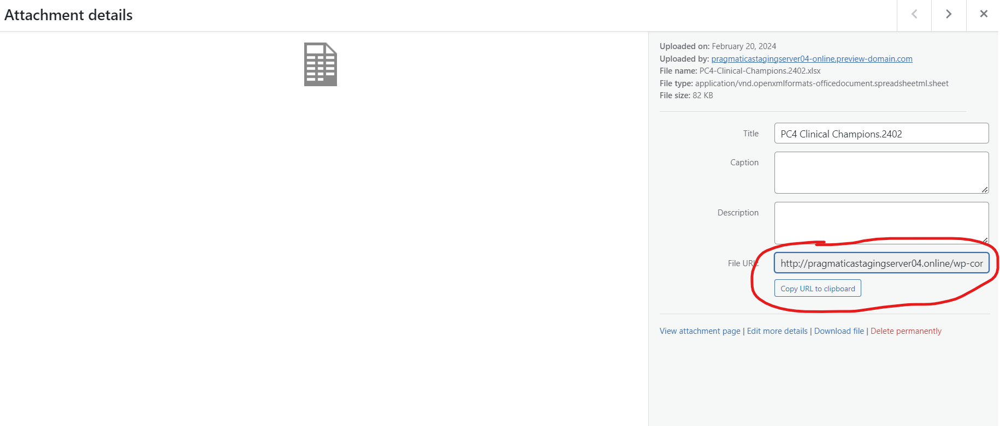 Attachment details
Uploaded on: February 20, 2024
Uploaded by: pragmaticastagingserver04-online.preview-domain.com
File name: PC4-Clinical-Champions.2402.xlsx
File type: application/vnd.openxmlformats-officedocument.spreadsheetml.sheet
File size: 82 KB
Title PC4 Clinical Champions.2402
Caption
Description
File URL: http://pragmaticastagingserver04.online/wp-cor
Copy URL to clipboard
View attachment page | Edit more details | Download file | Delete permanently